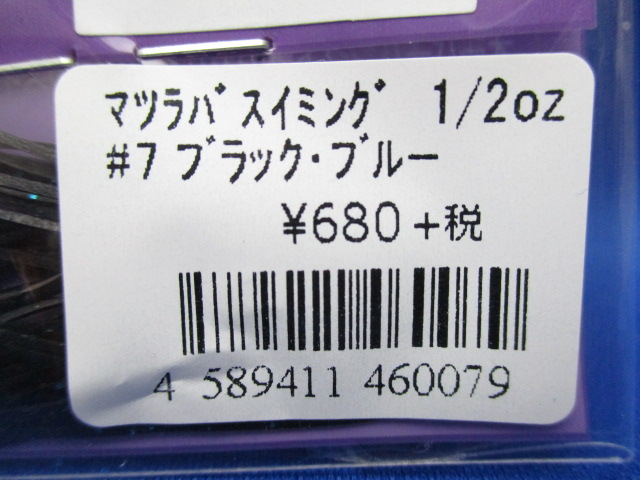 マツラバ スイミング 1/2oz
#7 ブラック・ブルー
¥680 +税
4 589411 460079